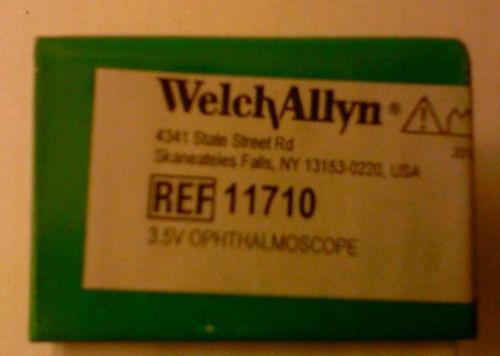 WelchAllyn®
4341 State Street Rd
Skaneateles Falls, NY 13153-0220, USA
REF 11710
3.5V OPHTHALMOSCOPE